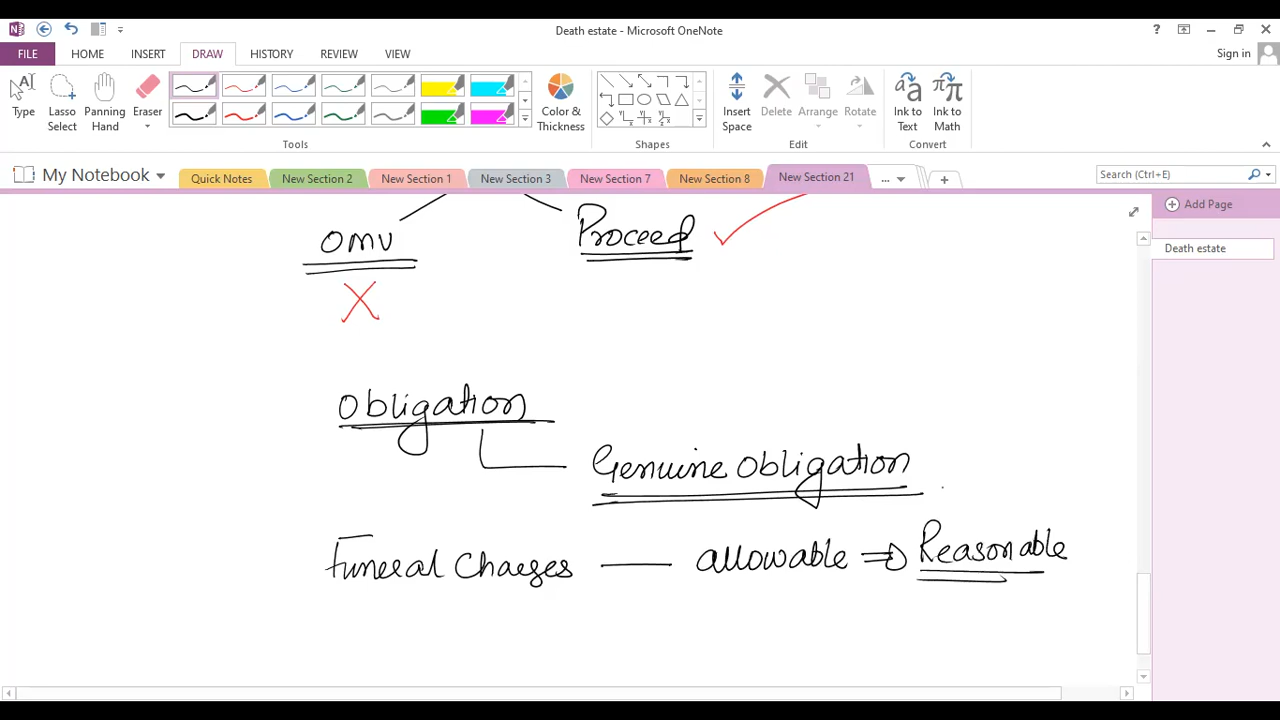 Death estate - Microsoft OneNote
?
FILE HOME INSERT DRAW HISTORY REVIEW VIEW
Sign in
Type
Lasso Select
Panning Hand
Eraser
Color & Thickness
Insert Space
Delete
Arrange
Rotate
Ink to Text
Ink to Math
Tools
Shapes
Edit
Convert
My Notebook
Quick Notes
New Section 2
New Section 1
New Section 3
New Section 7
New Section 8
New Section 21
...
Search (Ctrl+E)
Add Page
Death estate
OMV
Proceed
Obligation
Genuine Obligation
Funeral Charges — allowable ⇒ Reasonable